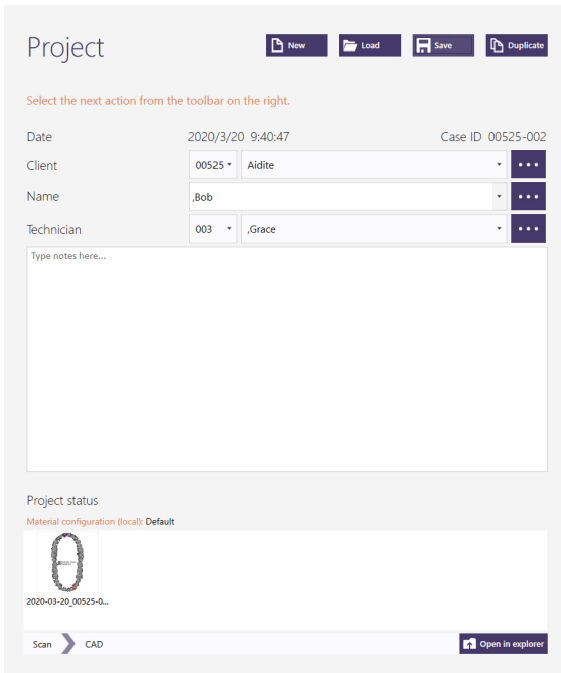 Project
New
Load
Save
Duplicate
Select the next action from the toolbar on the right.
Date 2020/3/20 9:40:47 Case ID 00525-002
Client 00525 Aidite
Name ,Bob
Technician 003 ,Grace
Type notes here...
Project status
Material configuration (local): Default
2020-03-20_00525-0...
Scan CAD Open in explorer